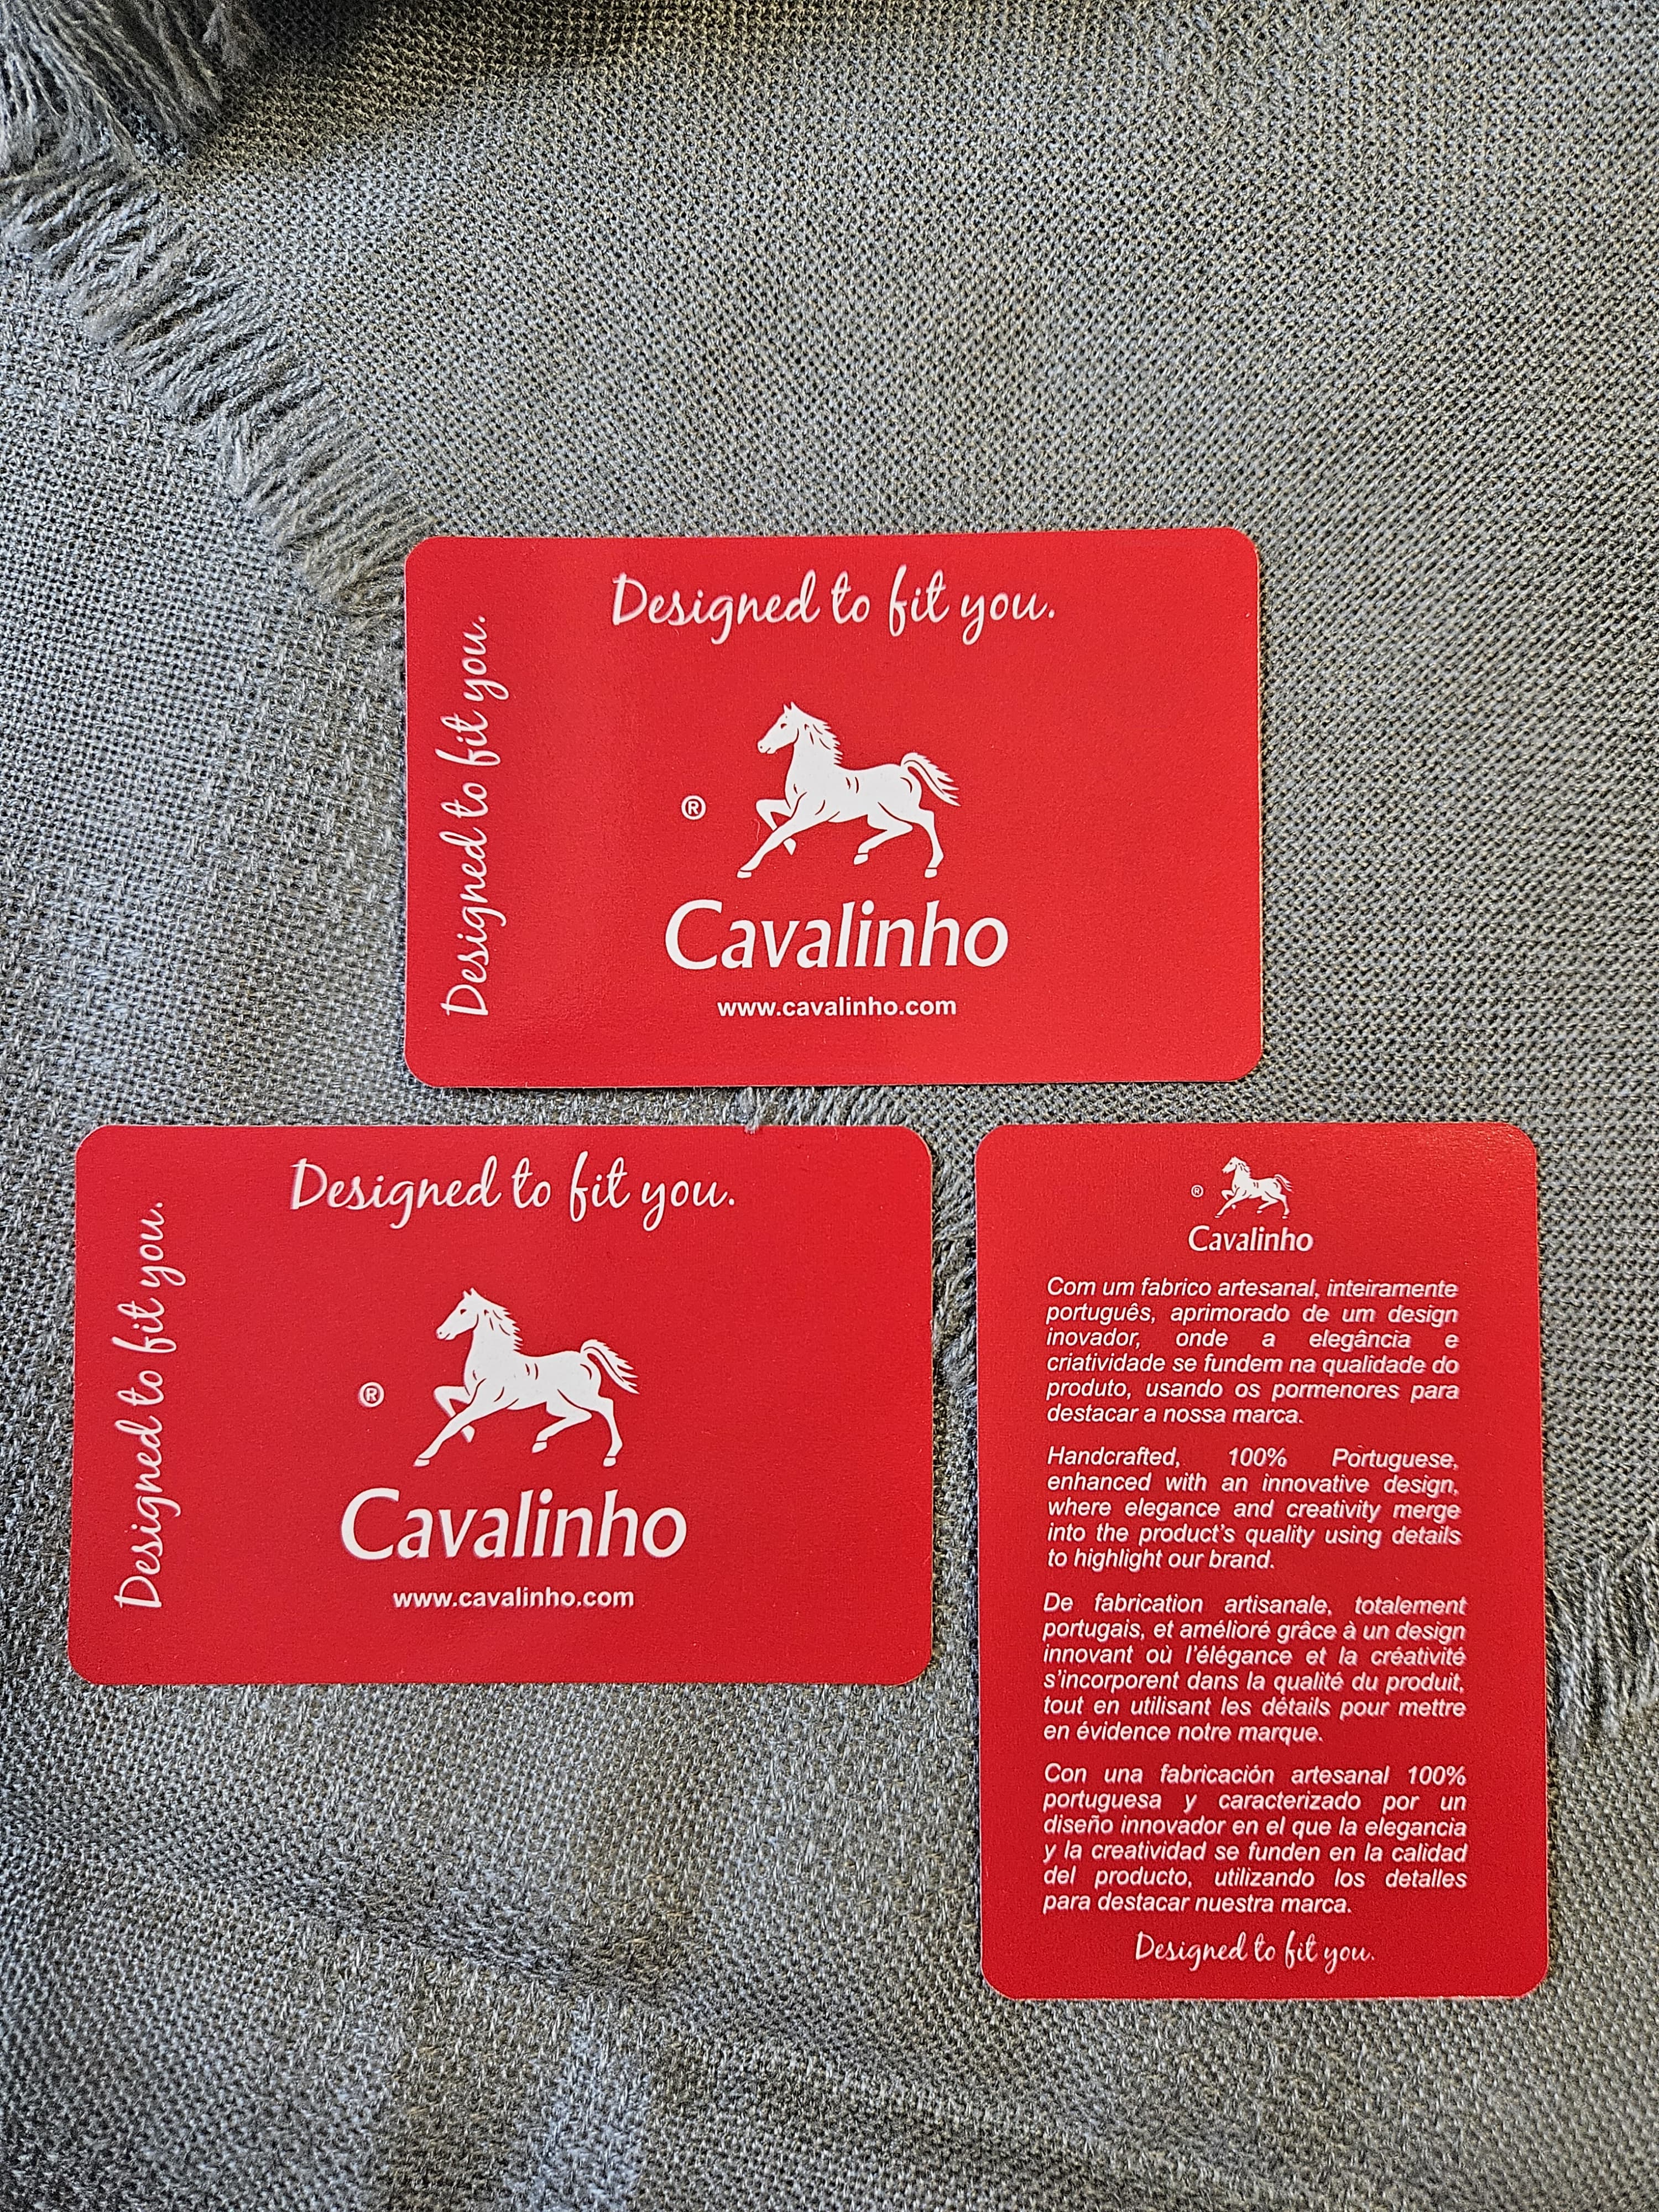 Designed to fit you.
Designed to fit you.
®
Cavalinho
www.cavalinho.com
Designed to fit you.
Designed to fit you.
®
Cavalinho
www.cavalinho.com
®
Cavalinho
Com um fabrico artesanal, inteiramente
português, aprimorado de um design
inovador, onde a elegância e
criatividade se fundem na qualidade do
produto, usando os pormenores para
destacar a nossa marca.
Handcrafted, 100% Portuguese,
enhanced with an innovative design,
where elegance and creativity merge
into the product's quality using details
to highlight our brand.
De fabrication artisanale, totalement
portugais, et amélioré grâce à un design
innovant où l'élégance et la créativité
s'incorporent dans la qualité du produit,
tout en utilisant les détails pour mettre
en évidence notre marque.
Con una fabricación artesanal 100%
portuguesa y caracterizado por un
diseño innovador en el que la elegancia
y la creatividad se funden en la calidad
del producto, utilizando los detalles
para destacar nuestra marca.
Designed to fit you.